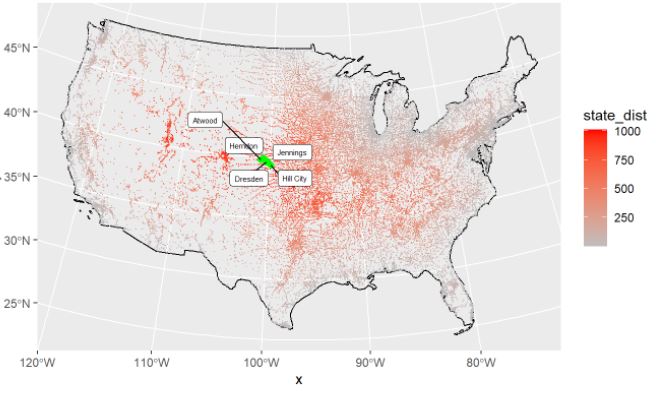 45°N
40°N
35°N
30°N
25°N
120°W
110°W
100°W
90°W
80°W
x
Atwood
Herndon
Jennings
Dresden
Hill City
state_dist
1000
750
500
250